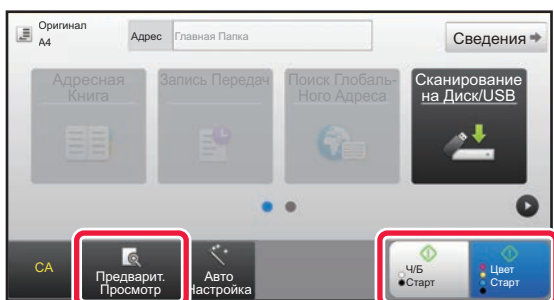 Оригинал
A4
Адрес
Главная Папка
Сведения
Адресная
Книга
Запись Передач
Поиск Глобаль-
Ного Адреса
Сканирование
на Диск/USB
CA
Предварит.
Просмотр
Авто
Настройка
Ч/Б
Старт
Цвет
Старт